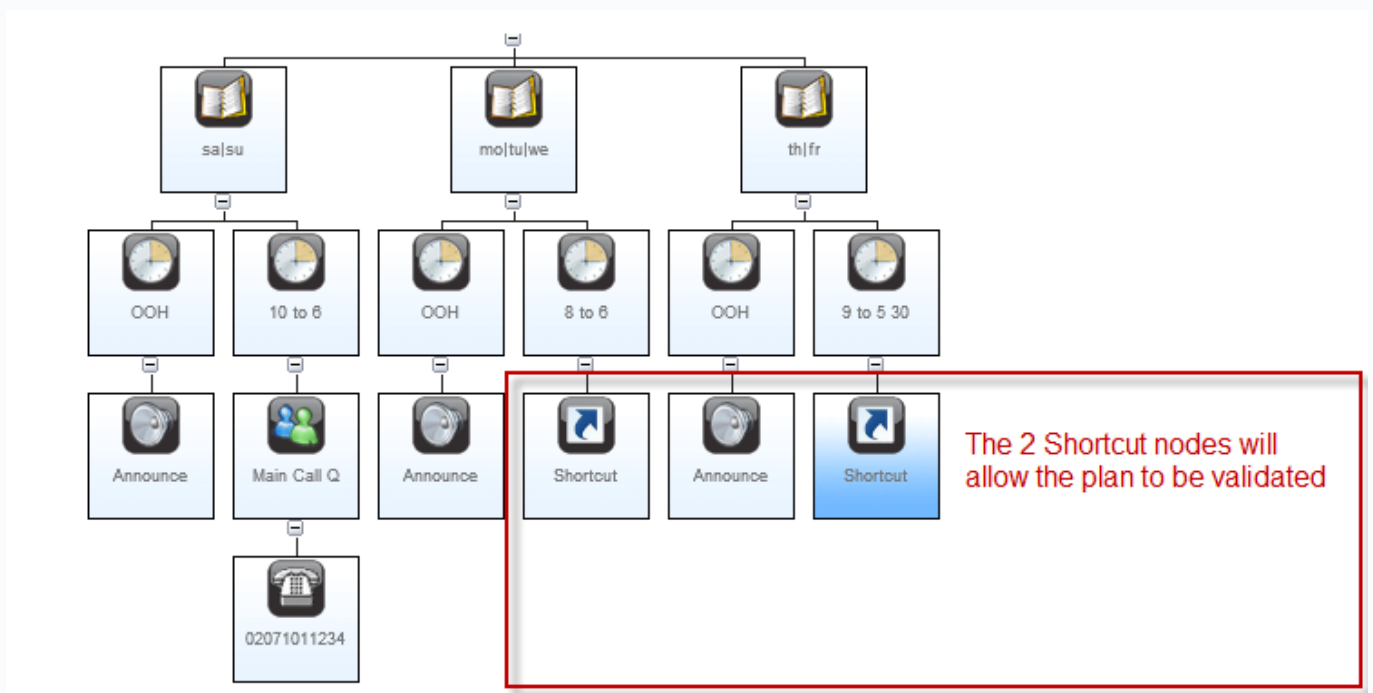 sa|su
mo|tu|we
th|fr
OOH
10 to 6
OOH
8 to 6
OOH
9 to 5 30
Announce
Main Call Q
Announce
Shortcut
Announce
Shortcut
The 2 Shortcut nodes will
allow the plan to be validated
02071011234